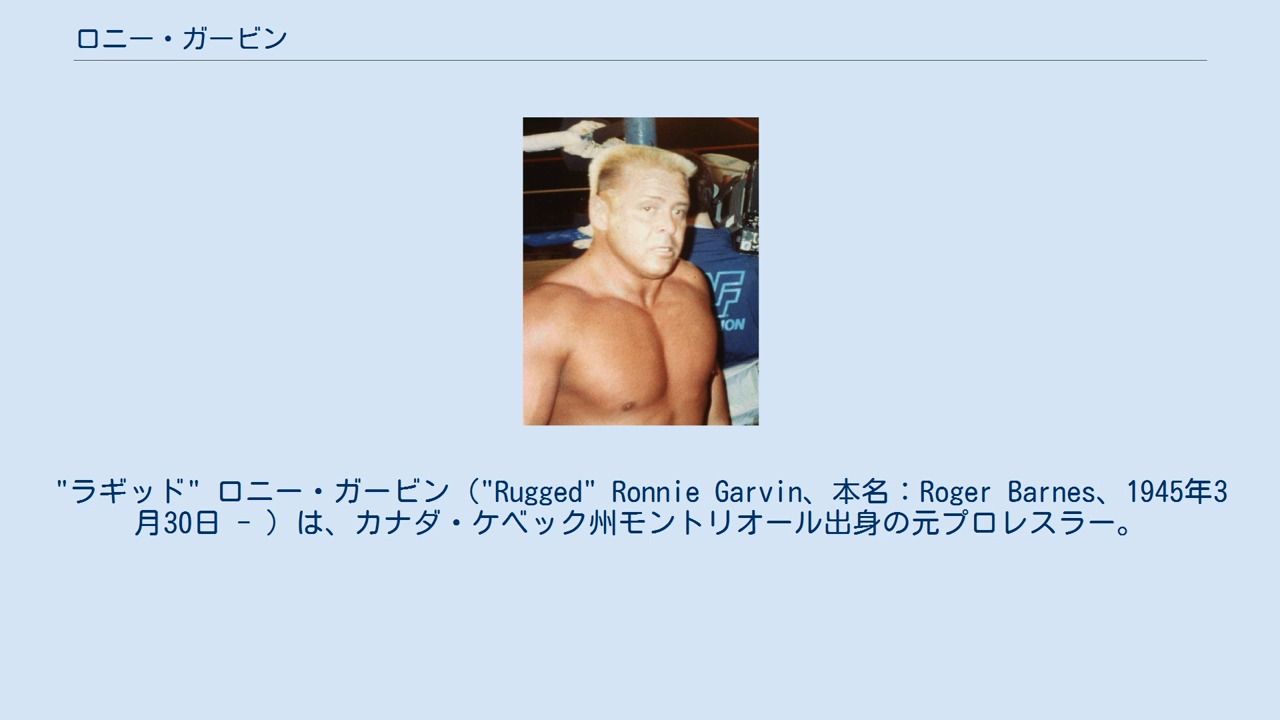 ロニー・ガービン
"ラギッド" ロニー・ガービン（"Rugged" Ronnie Garvin、本名：Roger Barnes、1945年3
月30日 - ）は、カナダ・ケベック州モントリオール出身の元プロレスラー。